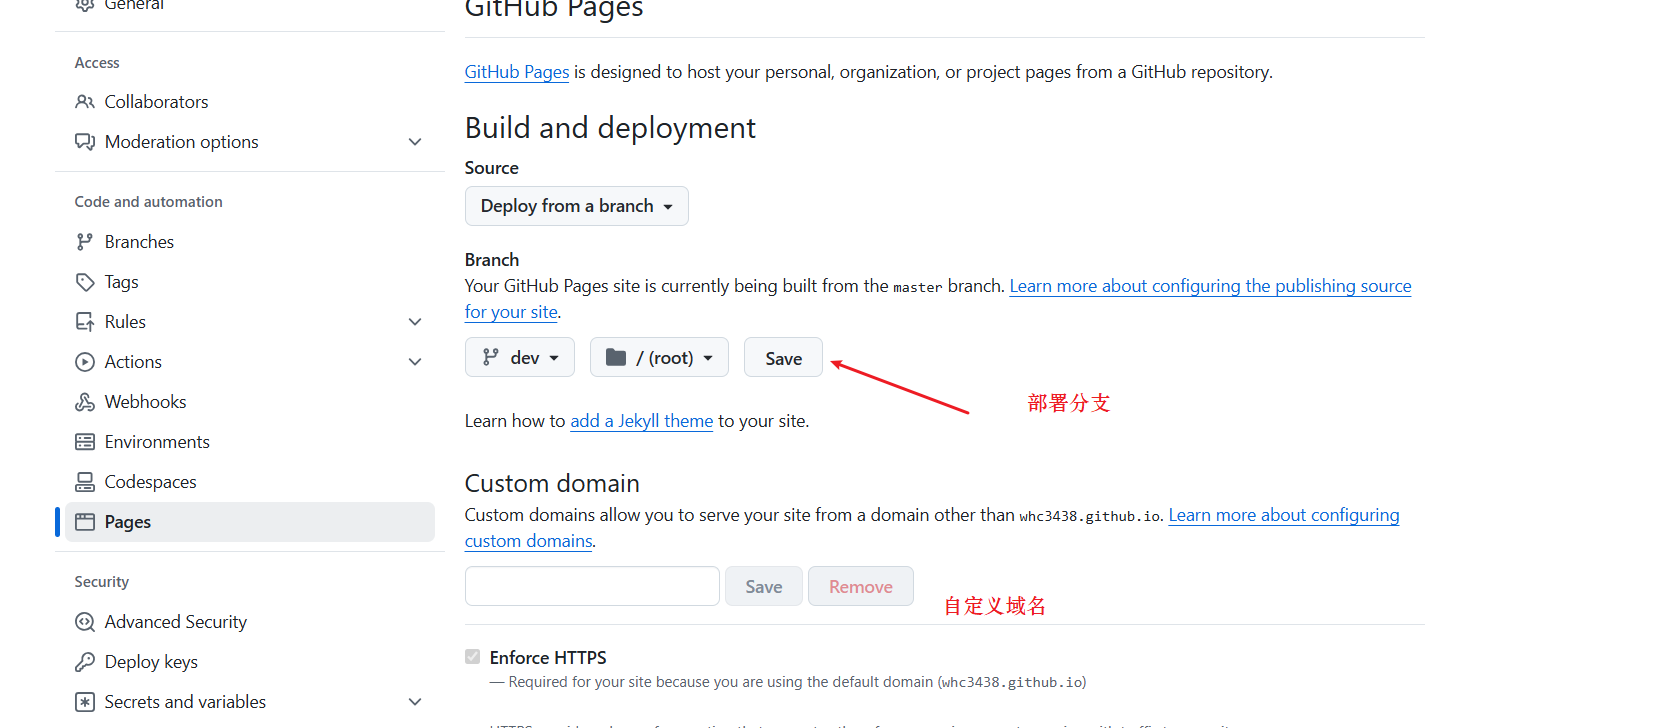 General
GitHub Pages
Access
GitHub Pages is designed to host your personal, organization, or project pages from a GitHub repository.
Collaborators
Moderation options
Build and deployment
Source
Code and automation
Deploy from a branch
Branches
Branch
Tags
Your GitHub Pages site is currently being built from the master branch. Learn more about configuring the publishing source
for your site.
Rules
Actions
dev
/ (root)
Save
Webhooks
部署分支
Environments
Learn how to add a Jekyll theme to your site.
Codespaces
Custom domain
Pages
Custom domains allow you to serve your site from a domain other than whc3438.github.io. Learn more about configuring
custom domains.
Security
Save
Remove
自定义域名
Advanced Security
Enforce HTTPS
Deploy keys
— Required for your site because you are using the default domain (whc3438.github.io)
Secrets and variables